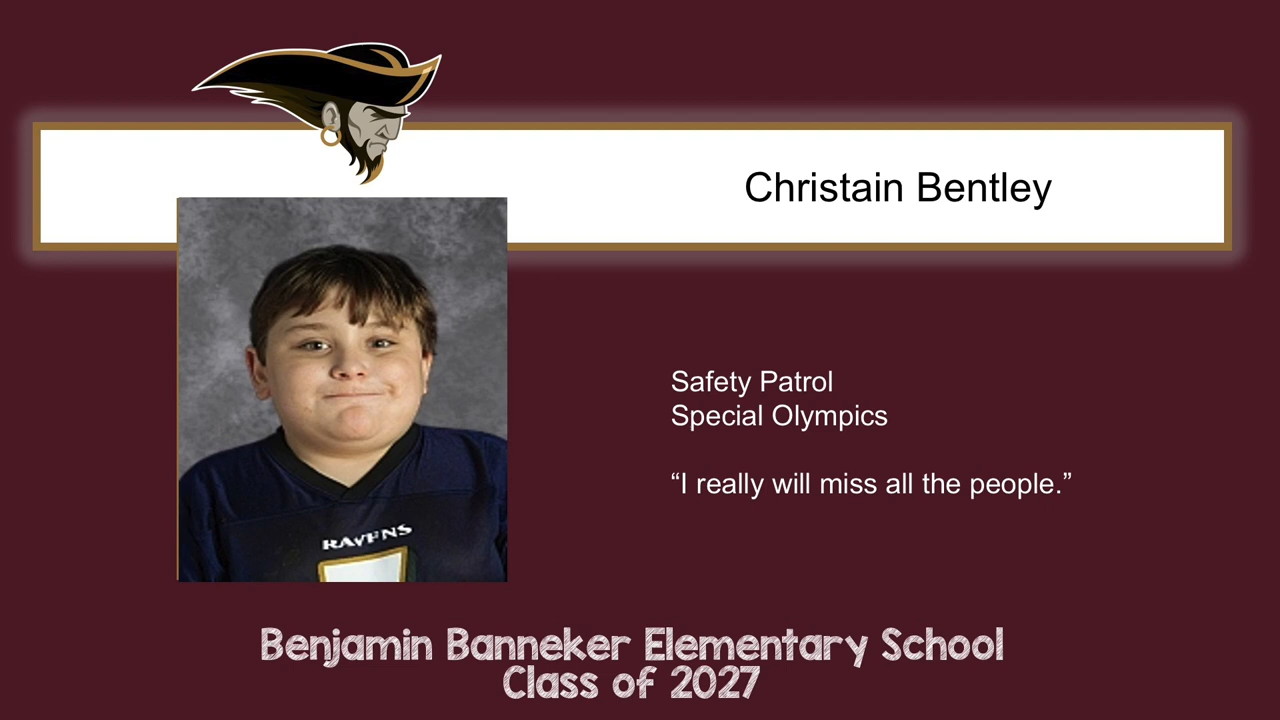 Christain Bentley
Safety Patrol
Special Olympics
“I really will miss all the people.”
RAVENS
Benjamin Banneker Elementary School
Class of 2027